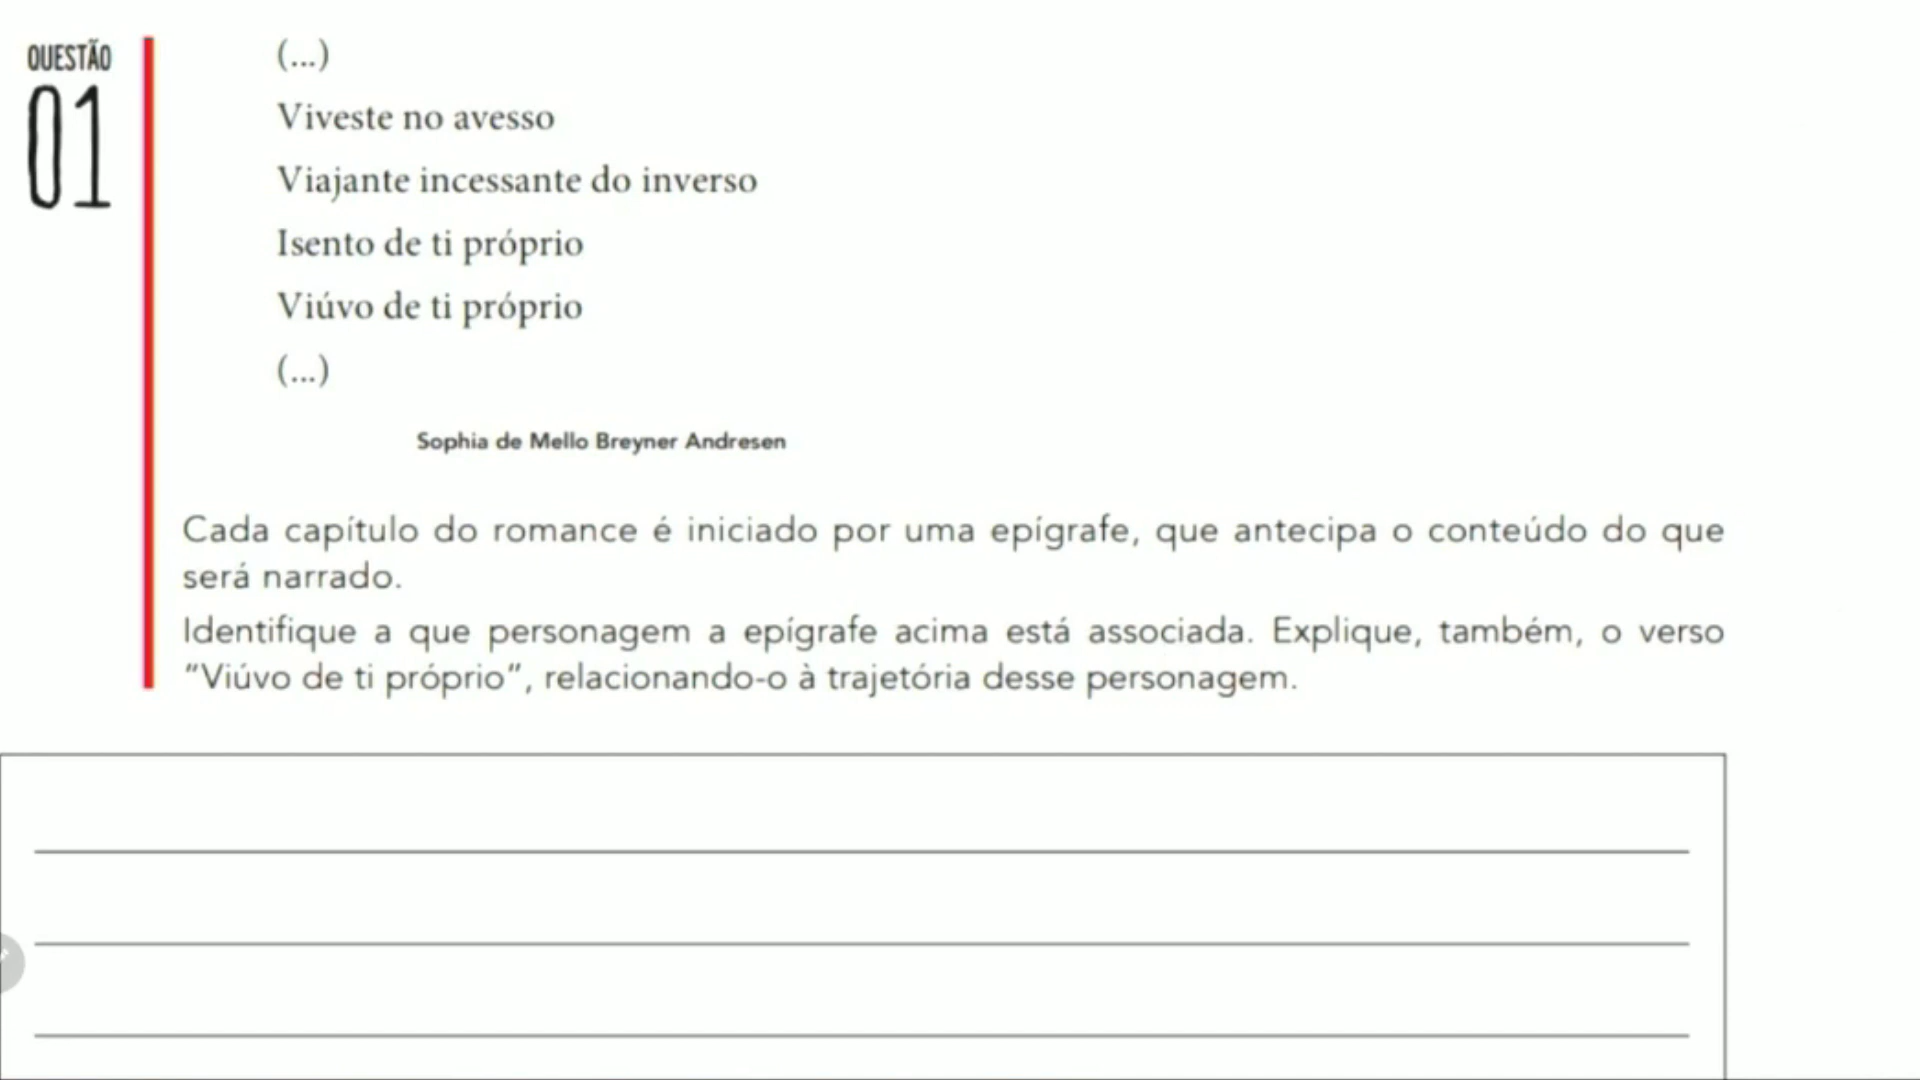 QUESTÃO
01
(...)
Viveste no avesso
Viajante incessante do inverso
Isento de ti próprio
Viúvo de ti próprio
(...)
Sophia de Mello Breyner Andresen
Cada capítulo do romance é iniciado por uma epígrafe, que antecipa o conteúdo do que
será narrado.
Identifique a que personagem a epígrafe acima está associada. Explique, também, o verso
“Viúvo de ti próprio”, relacionando-o à trajetória desse personagem.